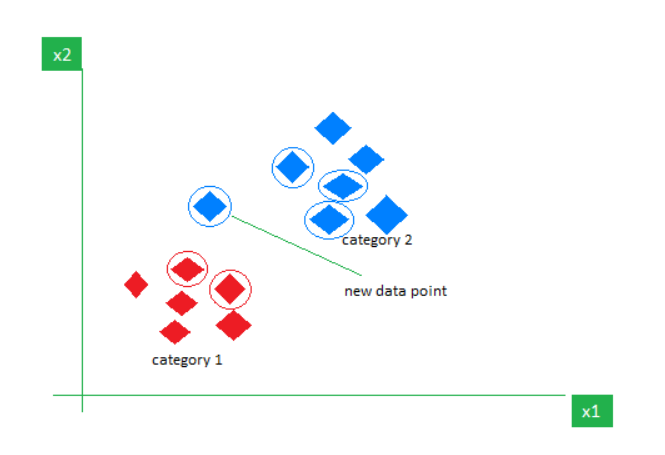 x2
category 2
new data point
category 1
x1